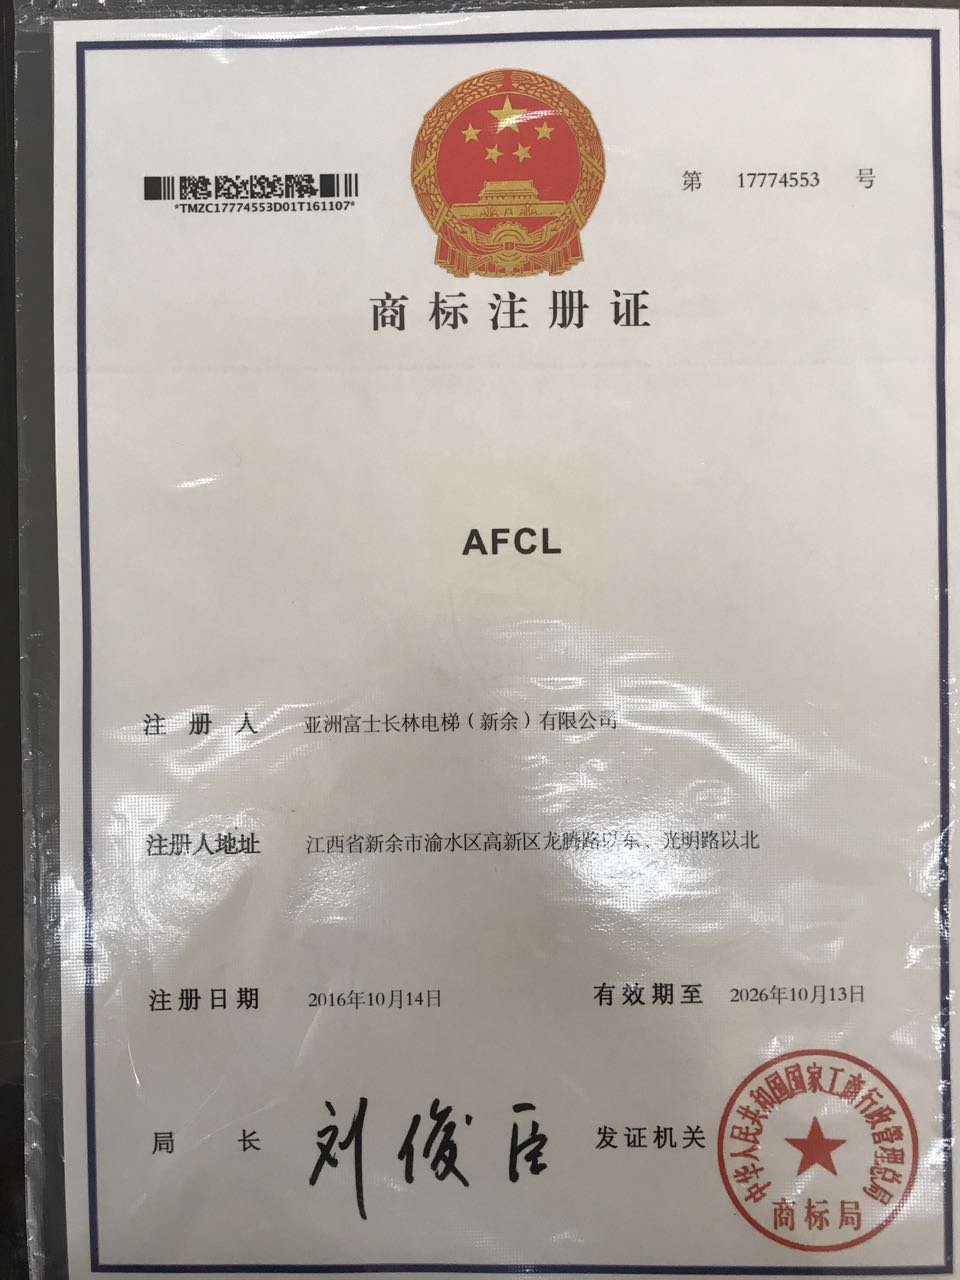 第 17774553 号
*TMZC17774553D01T161107*
商标注册证
AFCL
注册人 亚洲富士长林电梯（新余）有限公司
注册人地址 江西省新余市渝水区高新区龙腾路以东、光明路以北
注册日期 2016年10月14日 有效期至 2026年10月13日
局长 刘俊臣 发证机关
中华人民共和国国家工商行政管理总局
商标局